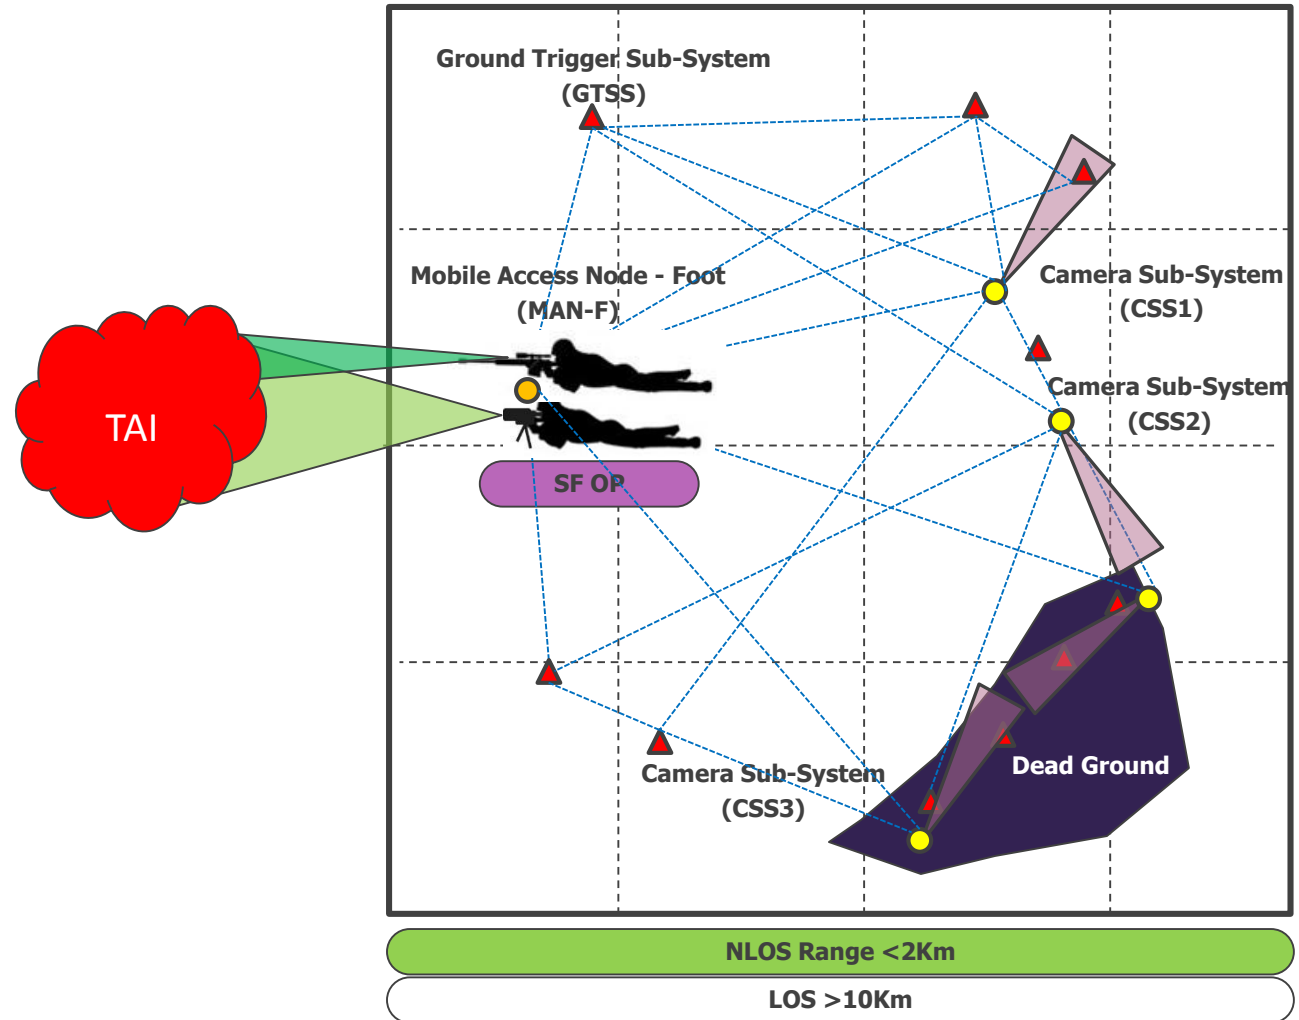 Ground Trigger Sub-System
(GTSS)
Mobile Access Node - Foot
(MAN-F)
Camera Sub-System
(CSS1)
Camera Sub-System
(CSS2)
TAI
SF OP
Camera Sub-System
(CSS3)
Dead Ground
NLOS Range <2Km
LOS >10Km